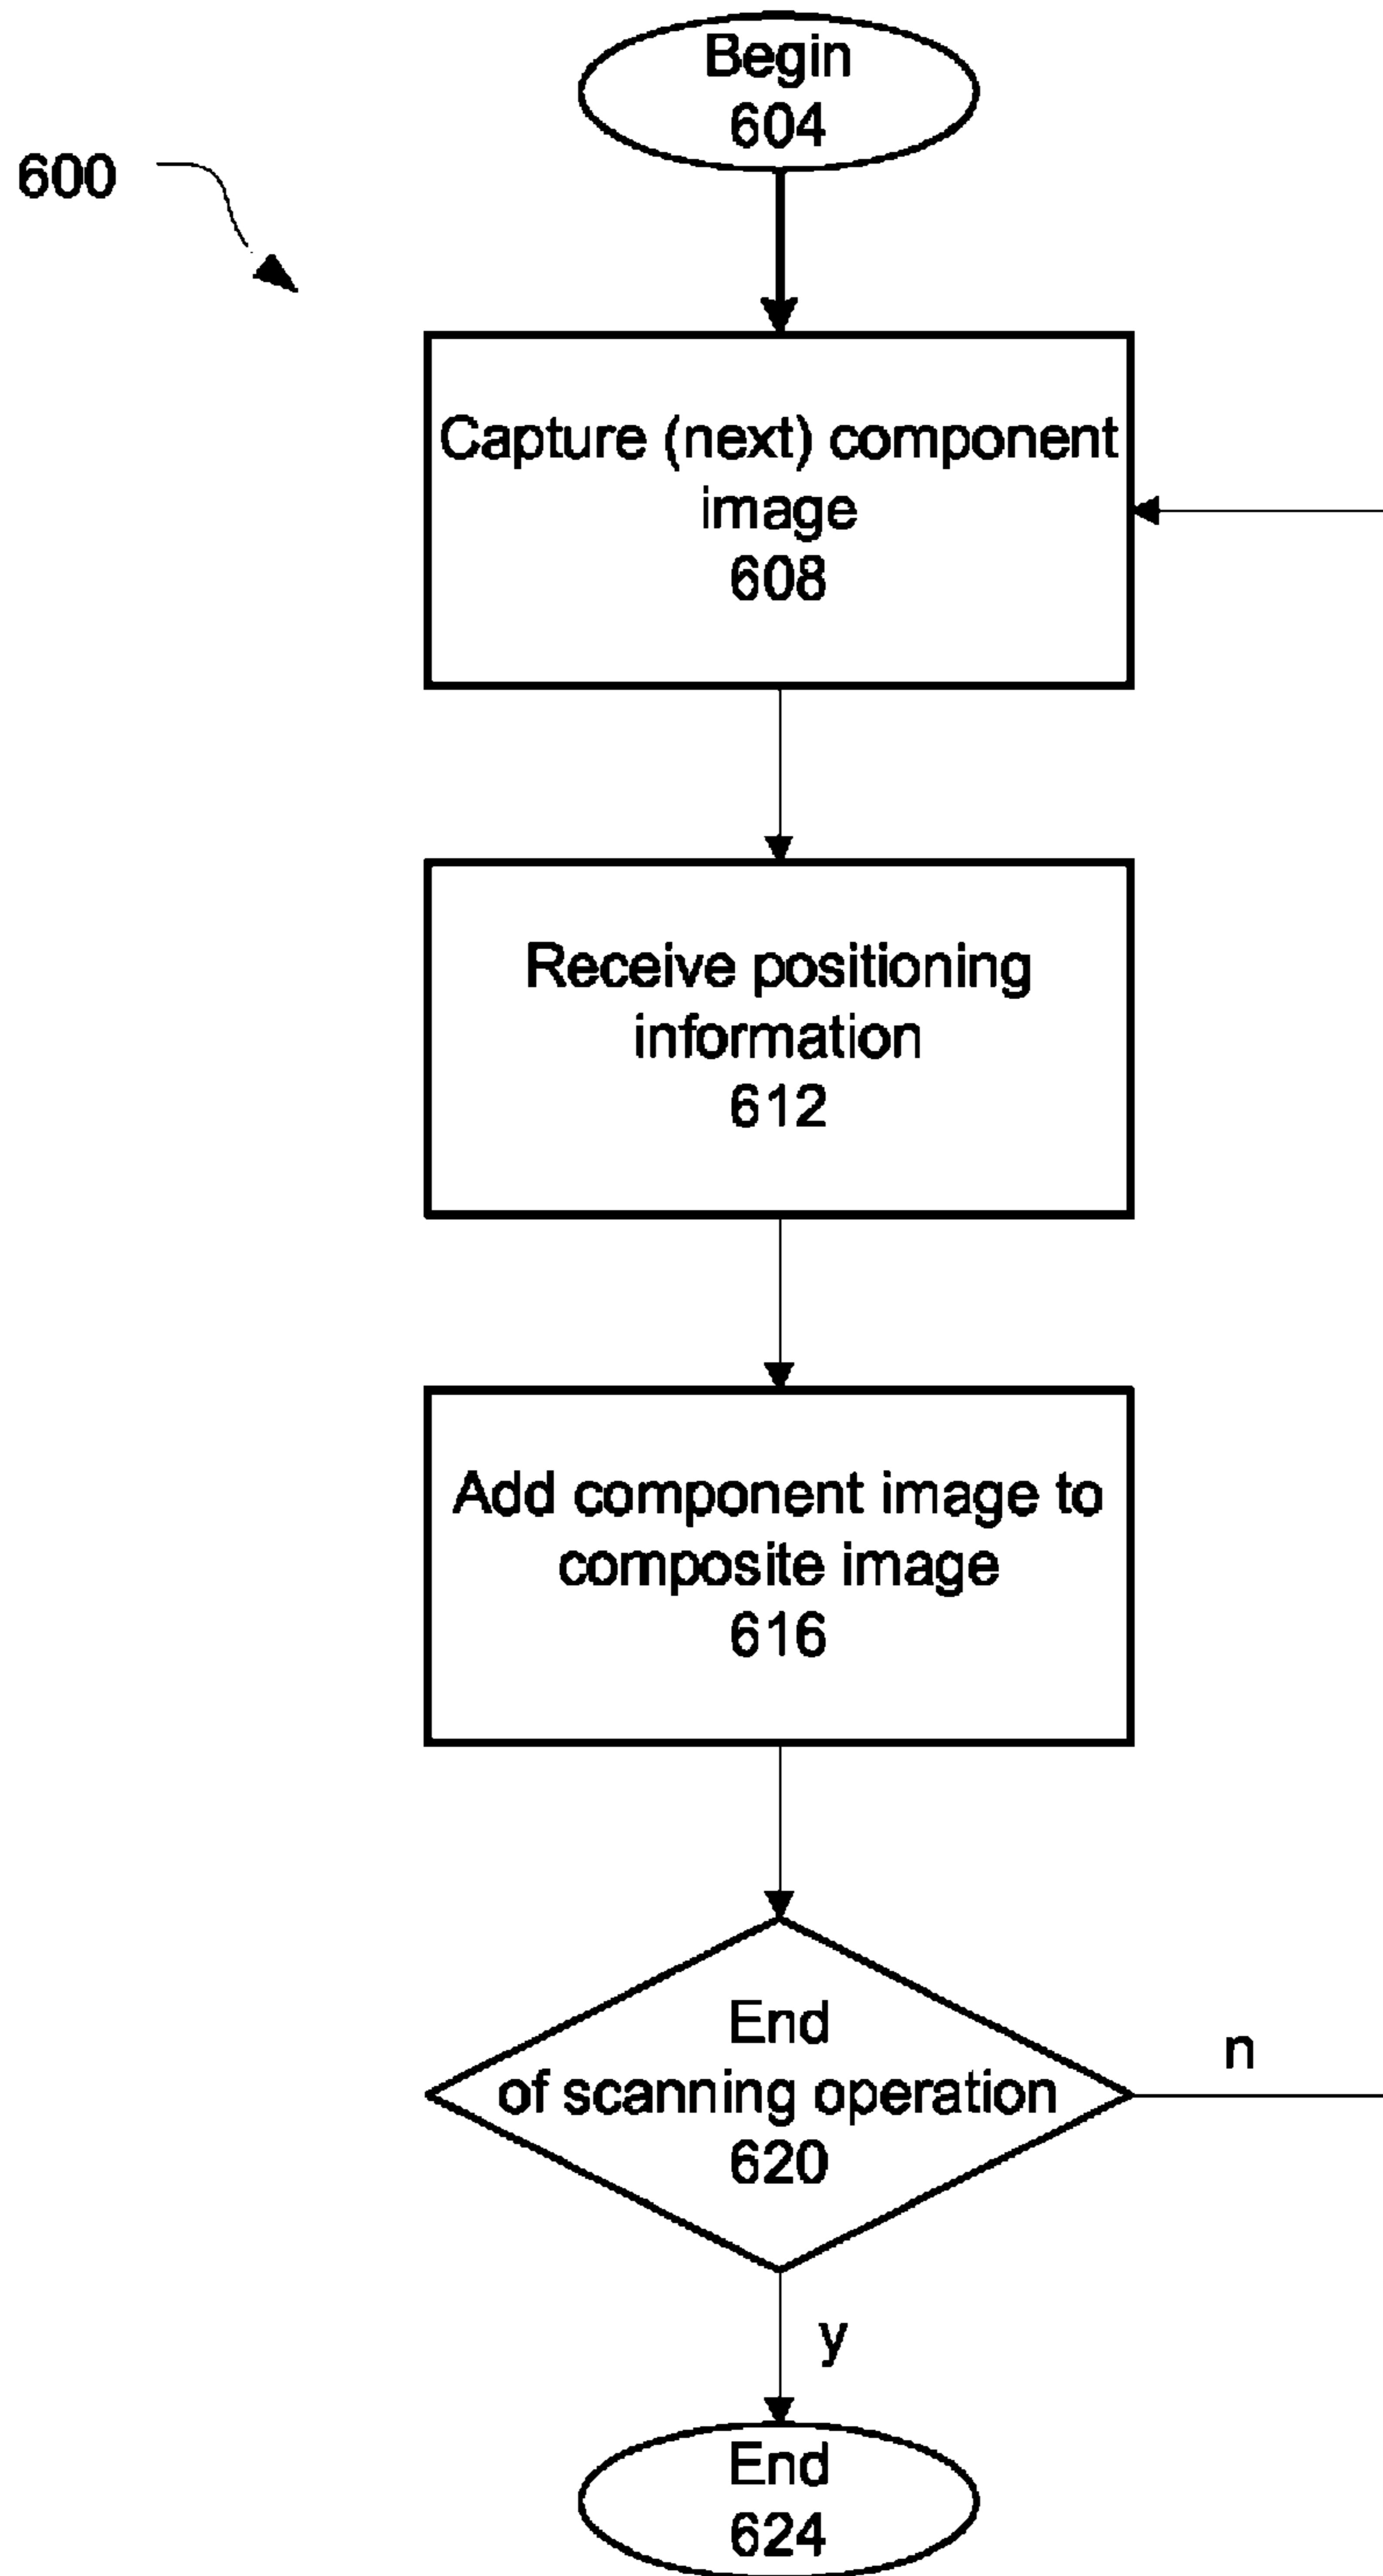 Begin
604
600
Capture (next) component
image
608
Receive positioning
information
612
Add component image to
composite image
616
End
of scanning operation
620
n
y
End
624